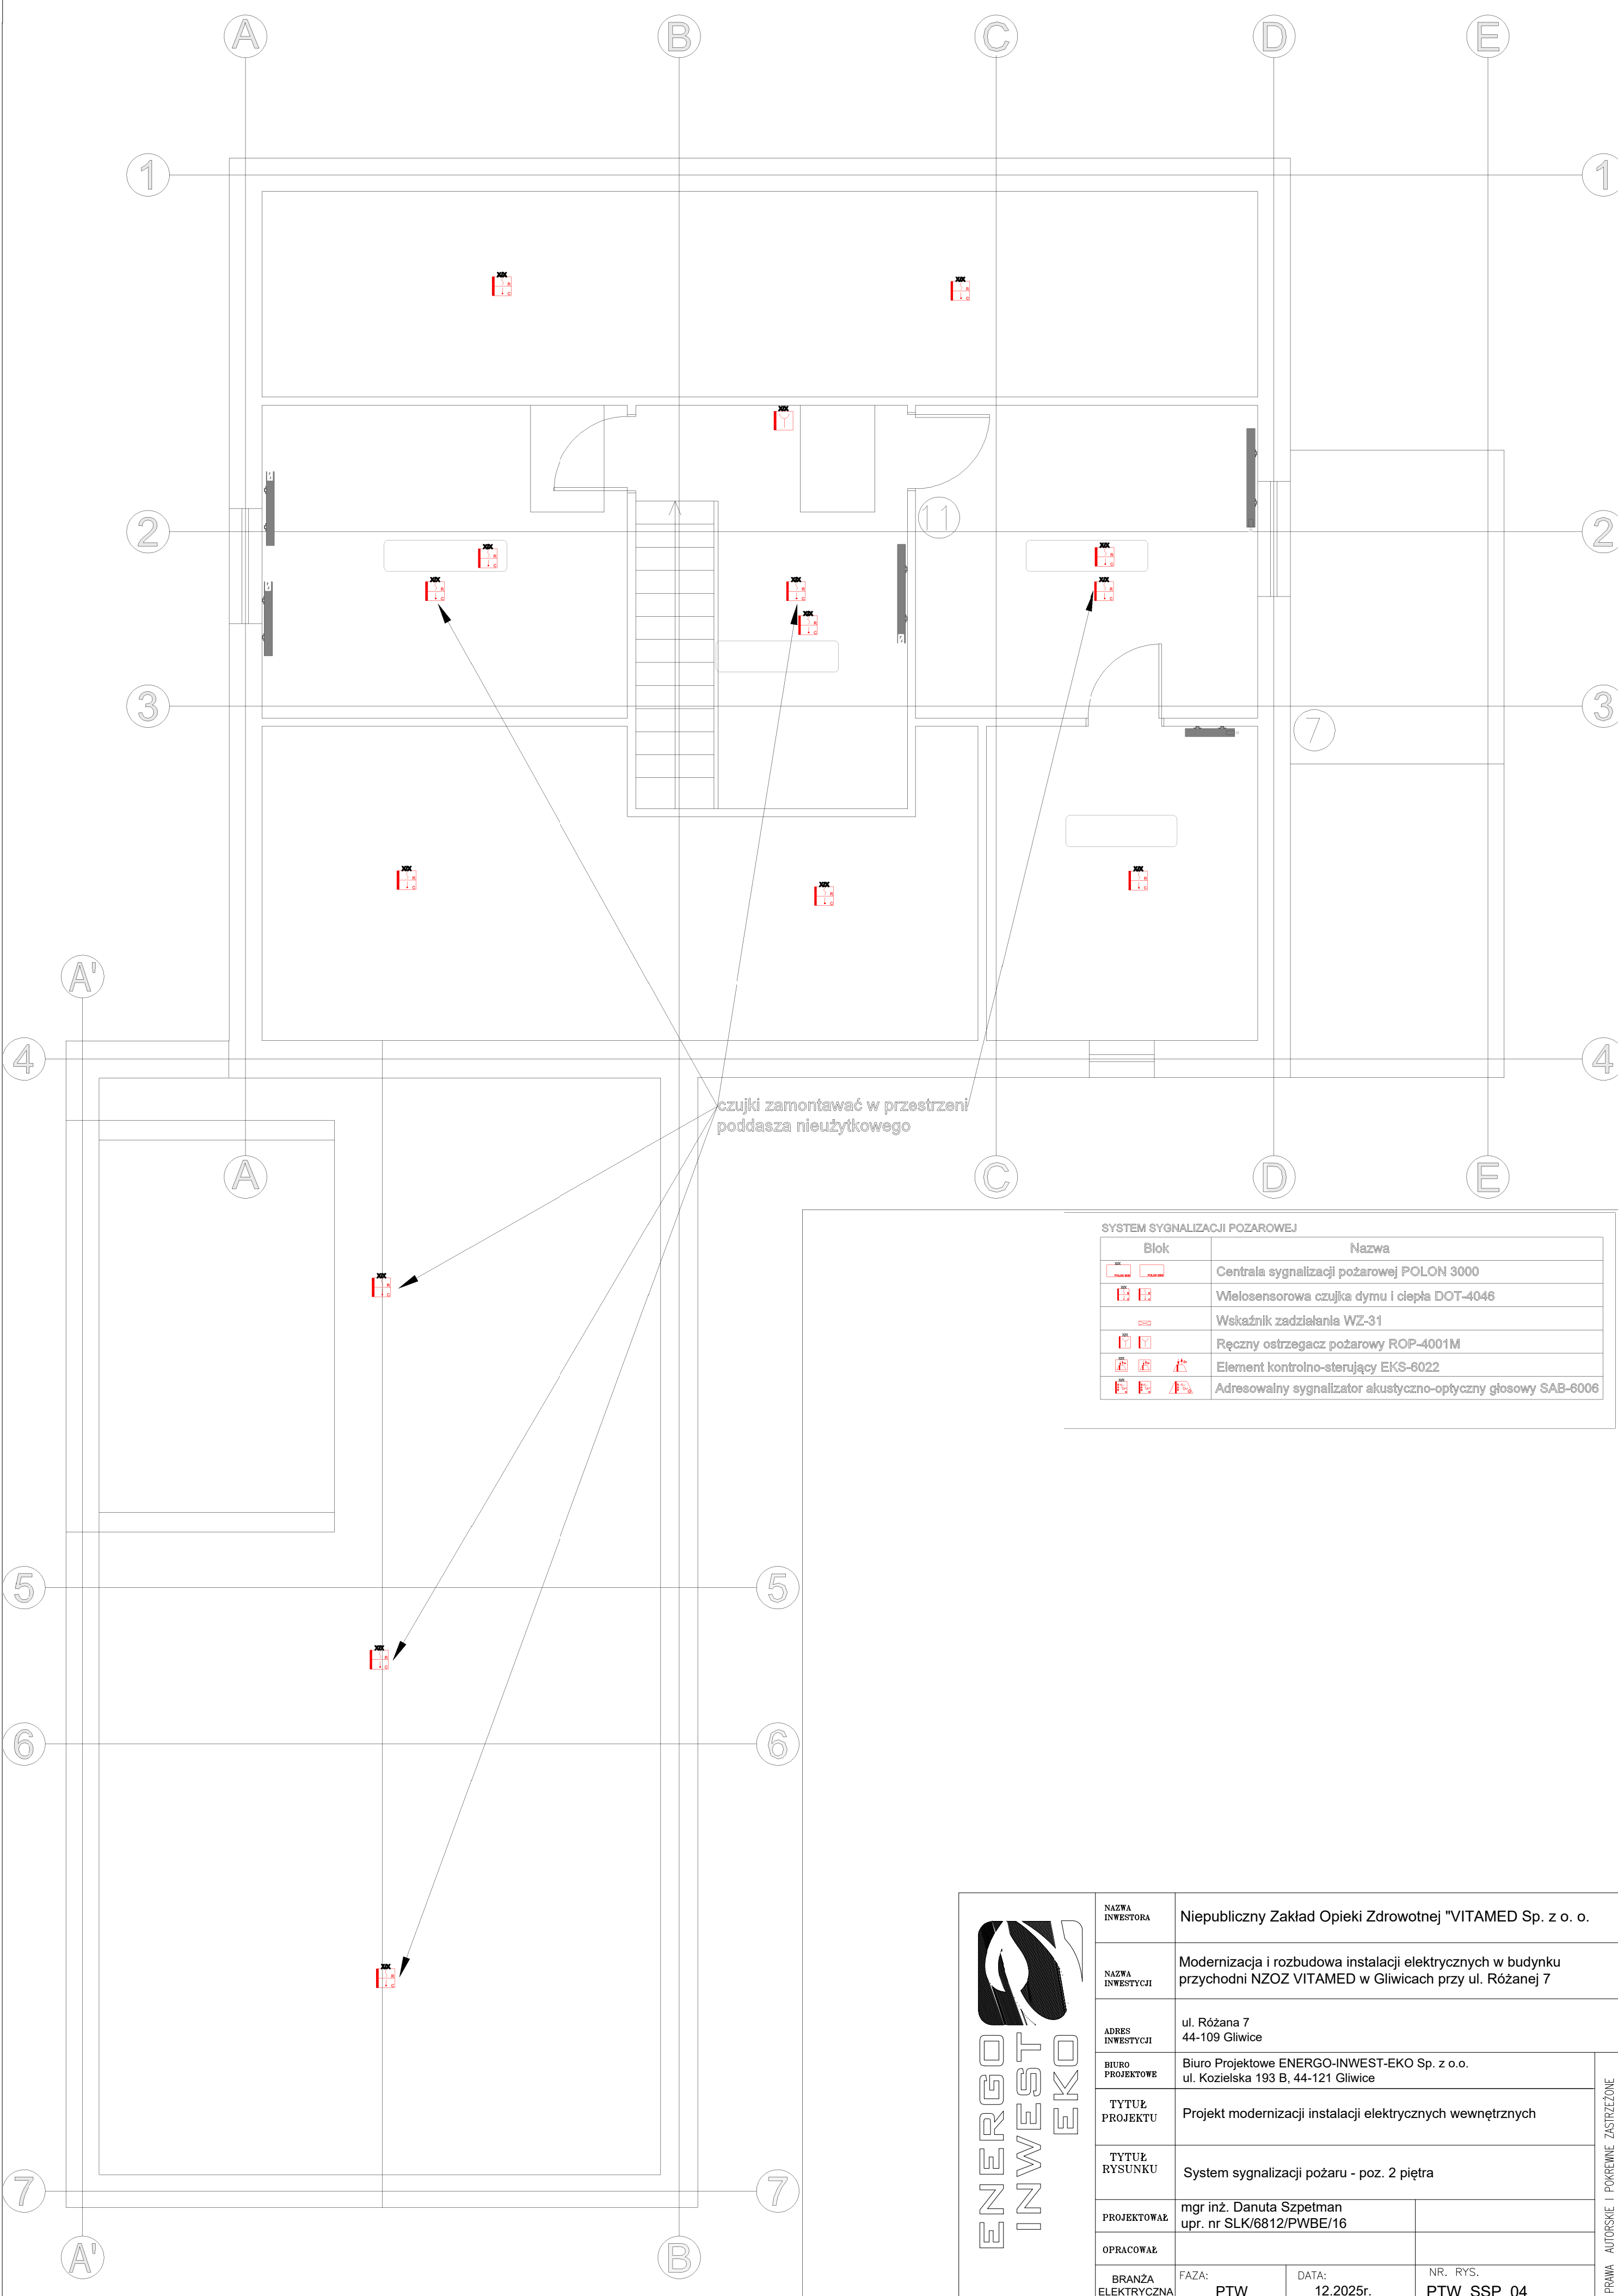 A B C D E
1 1
X/X X/X
R R
C C
X/X
2 11 2
X/X X/X
R R
C C
X/X X/X X/X
R R R
C C C
X/X
R
C
3 3
7
X/X X/X X/X
R R R
C C C
A'
4 4
czujki zamontawać w przestrzeni
poddasza nieużytkowego
A C D E
SYSTEM SYGNALIZACJI POZAROWEJ
Blok Nazwa
Centrala sygnalizacji pożarowej POLON 3000
Wielosensorowa czujka dymu i ciepła DOT-4046
Wskaźnik zadziałania WZ-31
Ręczny ostrzegacz pożarowy ROP-4001M
Element kontrolno-sterujący EKS-6022
Adresowalny sygnalizator akustyczno-optyczny głosowy SAB-6006
X/X
R
C
5 5
X/X
R
C
6 6
X/X
R
C
7 7
A' B
ENERGO
INWEST
EKO
NAZWA
INWESTORA
Niepubliczny Zakład Opieki Zdrowotnej "VITAMED Sp. z o. o.
NAZWA
INWESTYCJI
Modernizacja i rozbudowa instalacji elektrycznych w budynku
przychodni NZOZ VITAMED w Gliwicach przy ul. Różanej 7
ADRES
INWESTYCJI
ul. Różana 7
44-109 Gliwice
BIURO
PROJEKTOWE
Biuro Projektowe ENERGO-INWEST-EKO Sp. z o.o.
ul. Kozielska 193 B, 44-121 Gliwice
TYTUŁ
PROJEKTU
Projekt modernizacji instalacji elektrycznych wewnętrznych
TYTUŁ
RYSUNKU
System sygnalizacji pożaru - poz. 2 piętra
PROJEKTOWAŁ
mgr inż. Danuta Szpetman
upr. nr SLK/6812/PWBE/16
OPRACOWAŁ
BRANŻA
ELEKTRYCZNA
FAZA:
PTW
DATA:
12.2025r.
NR. RYS.
PTW_SSP_04
PRAWA AUTORSKIE I POKREWNE ZASTRZEŻONE